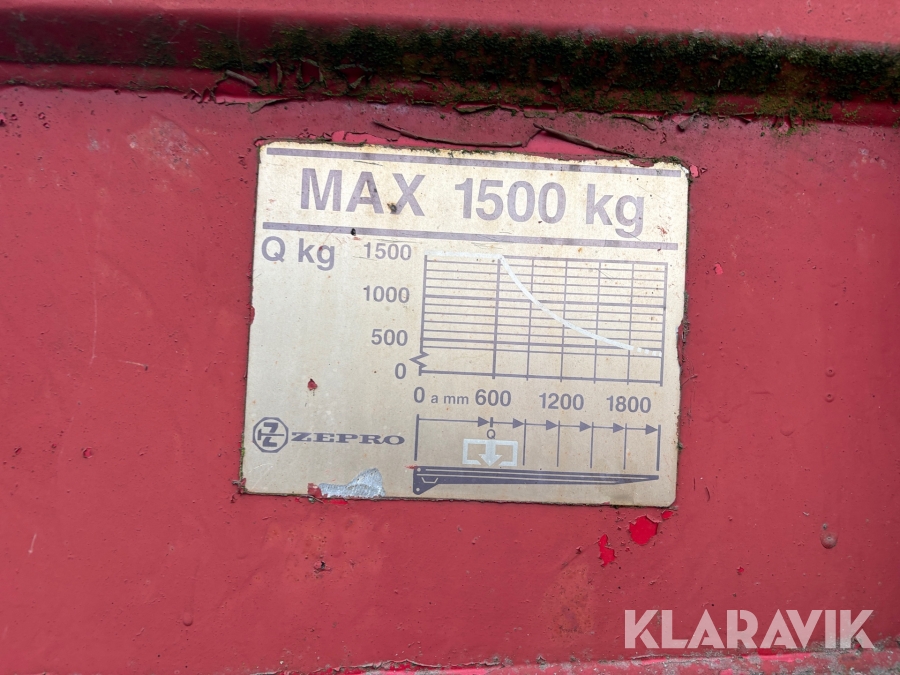 MAX 1500 kg
Q kg
1500
1000
500
0
0 a mm 600 1200 1800
Q
ZEPRO
KLARAVIK